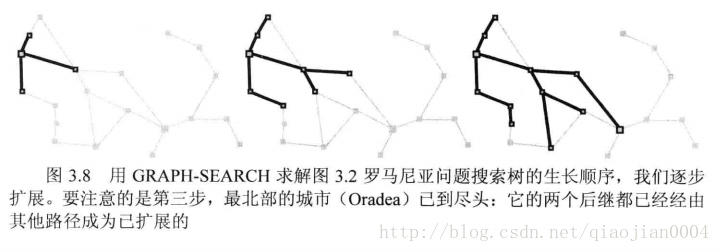 图 3.8 用 GRAPH-SEARCH 求解图 3.2 罗马尼亚问题搜索树的生长顺序，我们逐步
扩展。要注意的是第三步，最北部的城市（Oradea）已到尽头：它的两个后继都已经经由
其他路径成为已扩展的
http://blog.csdn.net/qiaojian0004